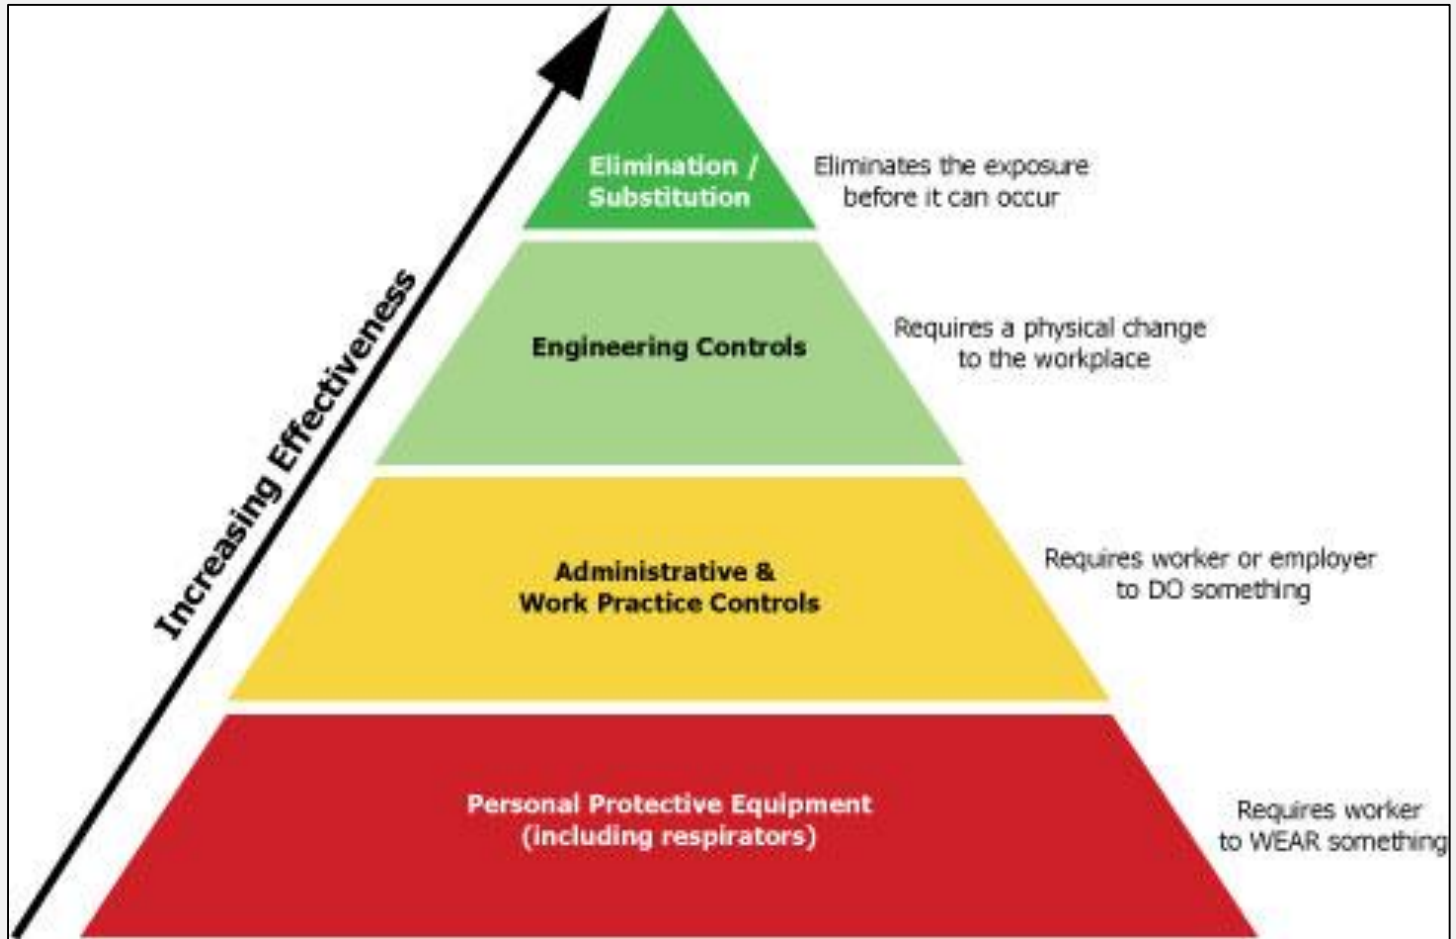 Increasing Effectiveness
Elimination /
Substitution
Eliminates the exposure
before it can occur
Engineering Controls
Requires a physical change
to the workplace
Administrative &
Work Practice Controls
Requires worker or employer
to DO something
Personal Protective Equipment
(including respirators)
Requires worker
to WEAR something